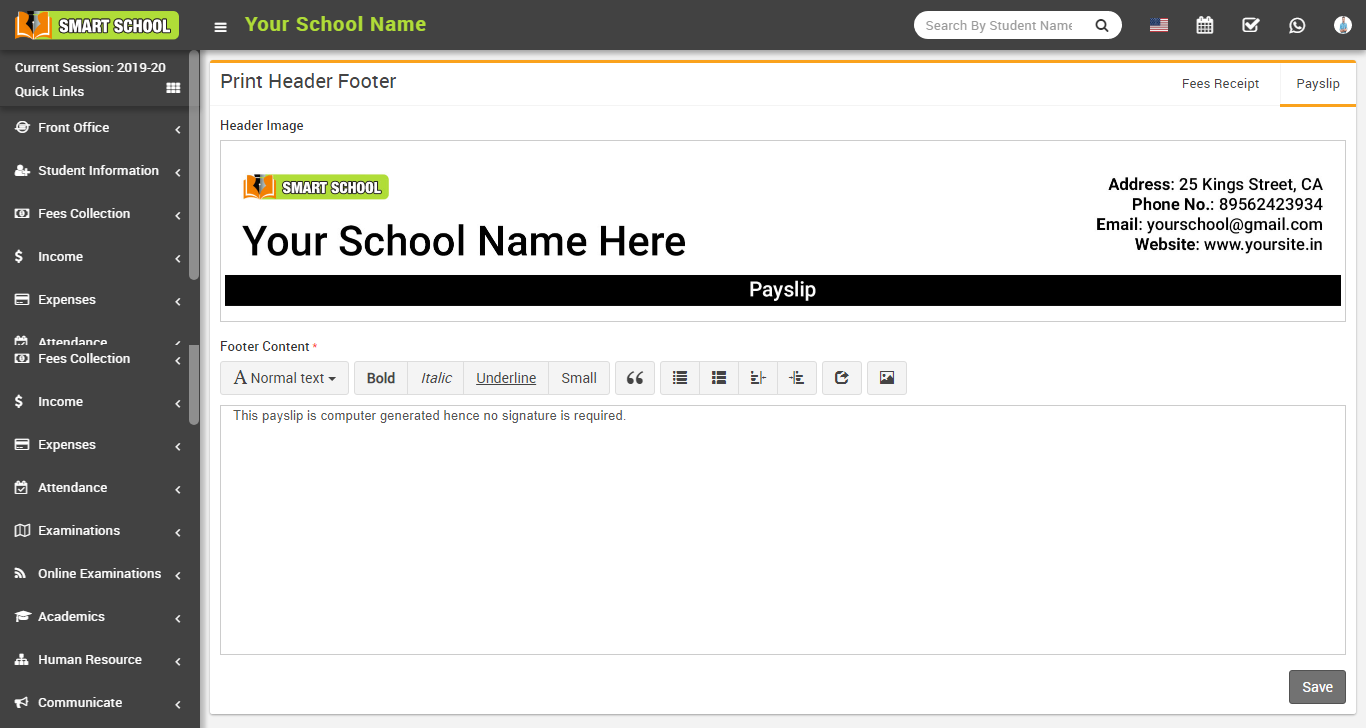 SMART SCHOOL
Your School Name
Search By Student Name
Current Session: 2019-20
Quick Links
Front Office
Student Information
Fees Collection
Income
Expenses
Attendance
Fees Collection
Income
Expenses
Attendance
Examinations
Online Examinations
Academics
Human Resource
Communicate
Print Header Footer
Fees Receipt
Payslip
Header Image
SMART SCHOOL
Your School Name Here
Address: 25 Kings Street, CA
Phone No.: 89562423934
Email: yourschool@gmail.com
Website: www.yoursite.in
Payslip
Footer Content *
A Normal text
Bold
Italic
Underline
Small
This payslip is computer generated hence no signature is required.
Save